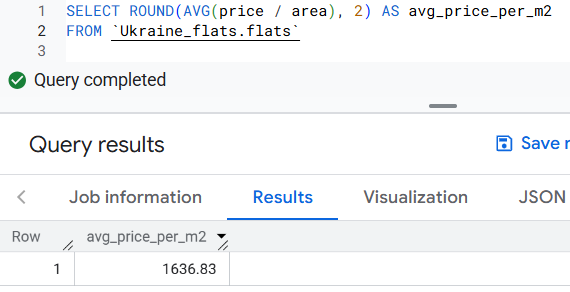 1 SELECT ROUND(AVG(price / area), 2) AS avg_price_per_m2
2 FROM `Ukraine_flats.flats`
3
Query completed
Query results
Save r
Job information Results Visualization JSON
Row avg_price_per_m2
1 1636.83